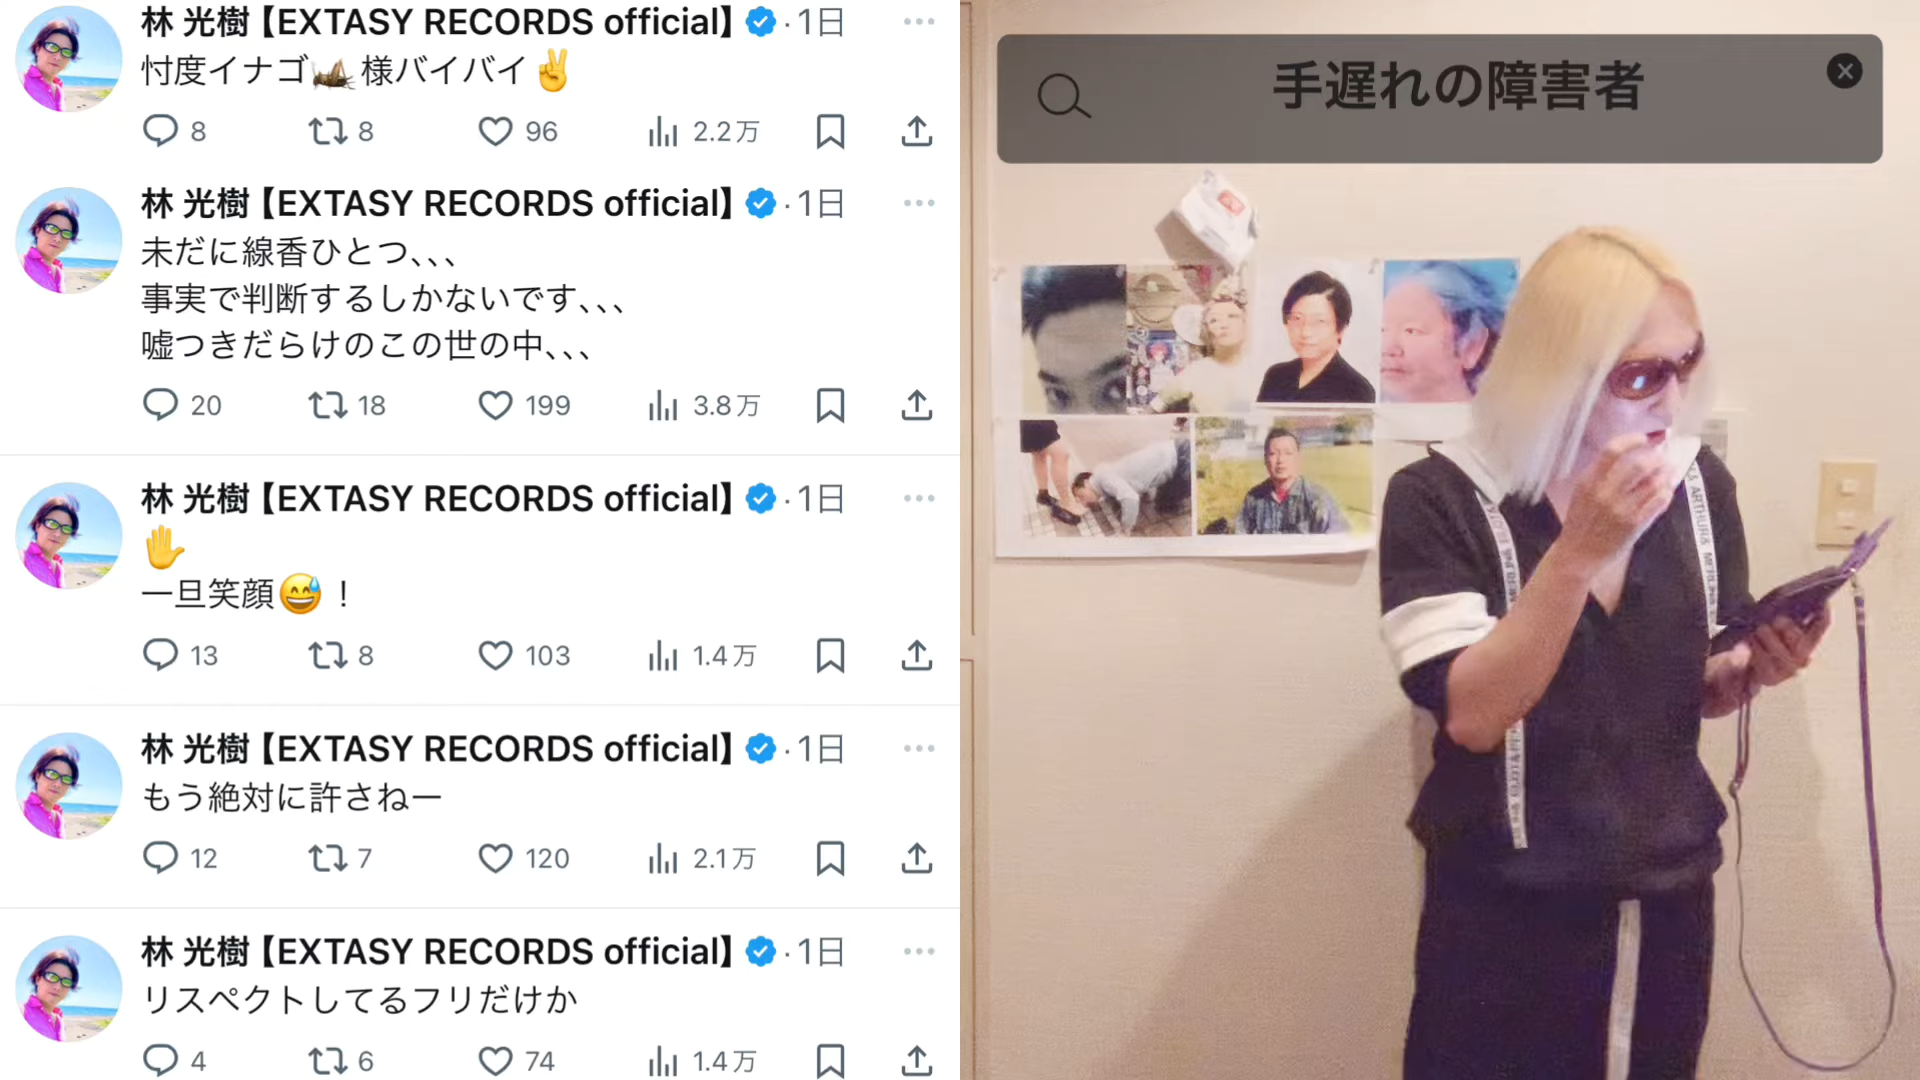 林 光樹【EXTASY RECORDS official】 · 1日
忖度イナゴ🦗様バイバイ✌️
8 8 96 2.2万
林 光樹【EXTASY RECORDS official】 · 1日
未だに線香ひとつ、、、
事実で判断するしかないです、、、
嘘つきだらけのこの世の中、、、
20 18 199 3.8万
林 光樹【EXTASY RECORDS official】 · 1日
✋
一旦笑顔😅！
13 8 103 1.4万
林 光樹【EXTASY RECORDS official】 · 1日
もう絶対に許さねー
12 7 120 2.1万
林 光樹【EXTASY RECORDS official】 · 1日
リスペクトしてるフリだけか
4 6 74 1.4万
手遅れの障害者